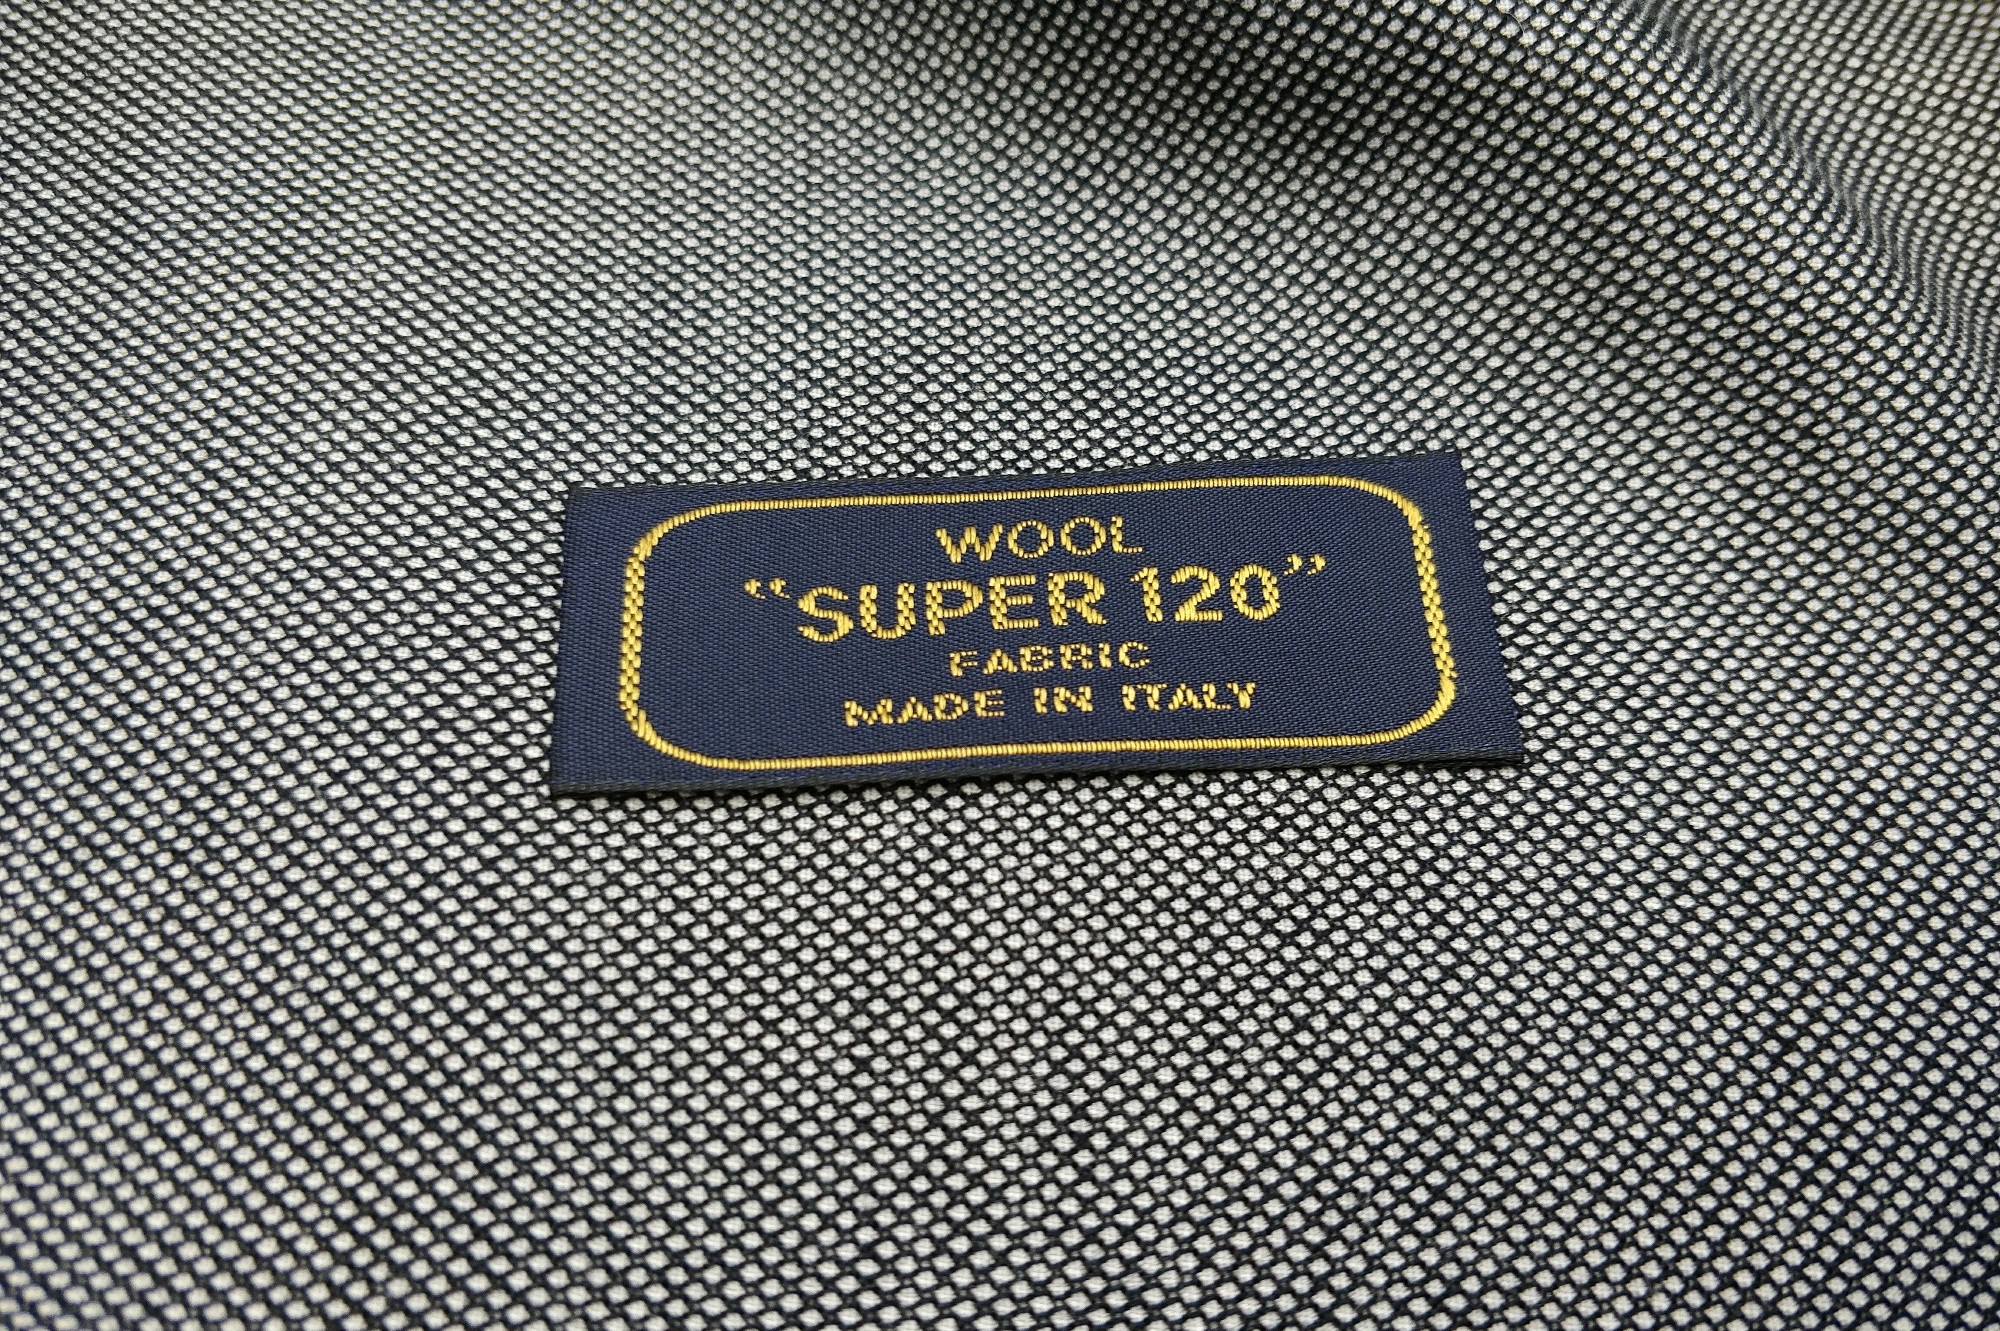 WOOL
“SUPER 120”
FABRIC
MADE IN ITALY